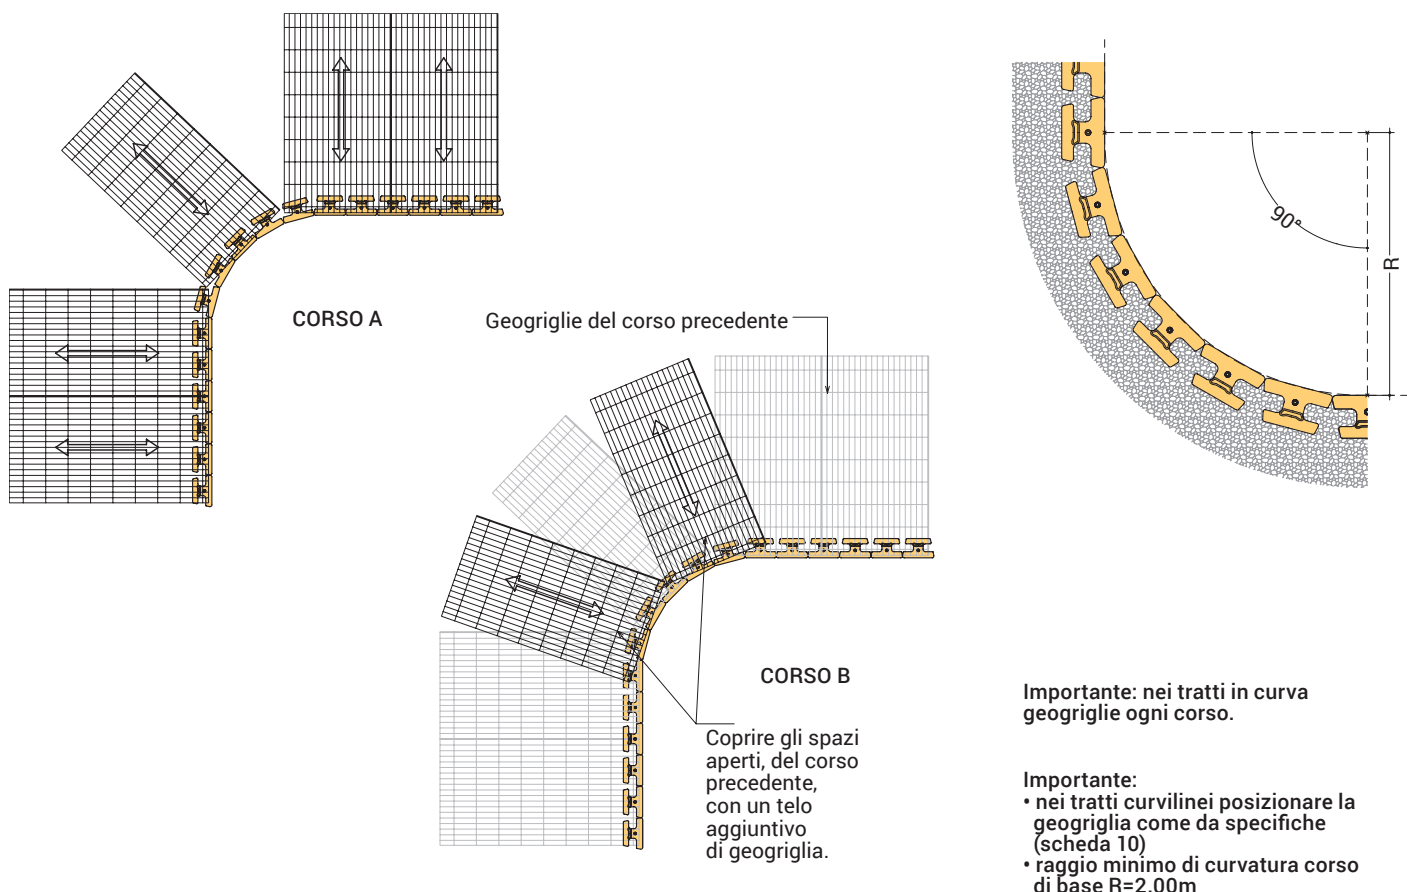 CORSO A
Geogriglie del corso precedente
90°
R
CORSO B
Coprire gli spazi
aperti, del corso
precedente,
con un telo
aggiuntivo
di geogriglia.
Importante: nei tratti in curva
geogriglie ogni corso.
Importante:
• nei tratti curvilinei posizionare la
geogriglia come da specifiche
(scheda 10)
• raggio minimo di curvatura corso
di base R=2.00m